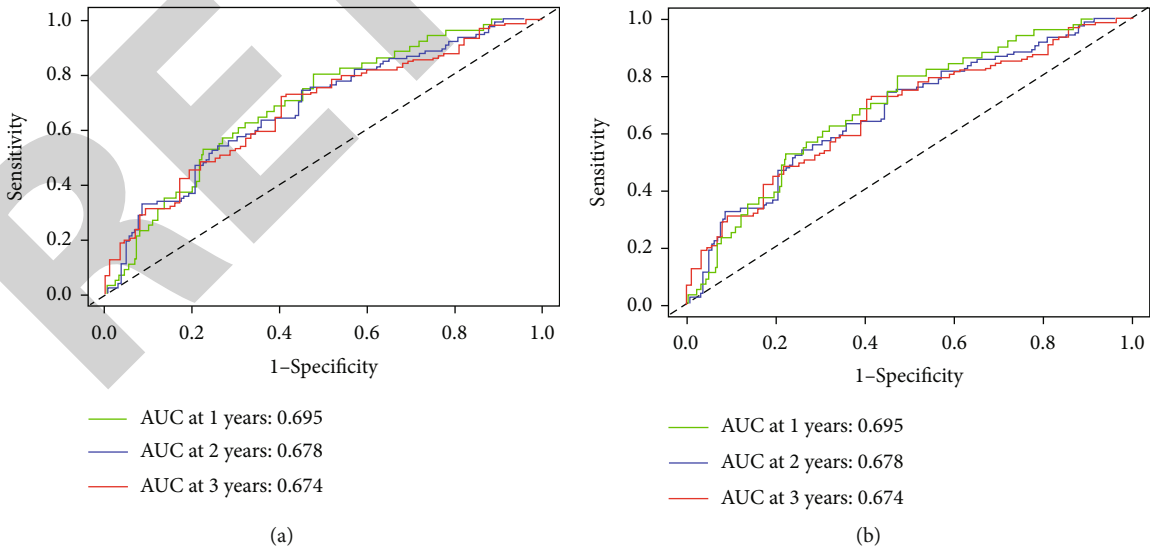 RET
1.0
0.8
0.6
0.4
0.2
0.0
Sensitivity
0.0 0.2 0.4 0.6 0.8 1.0
1–Specificity
AUC at 1 years: 0.695
AUC at 2 years: 0.678
AUC at 3 years: 0.674
(a)
1.0
0.8
0.6
0.4
0.2
0.0
Sensitivity
0.0 0.2 0.4 0.6 0.8 1.0
1–Specificity
AUC at 1 years: 0.695
AUC at 2 years: 0.678
AUC at 3 years: 0.674
(b)